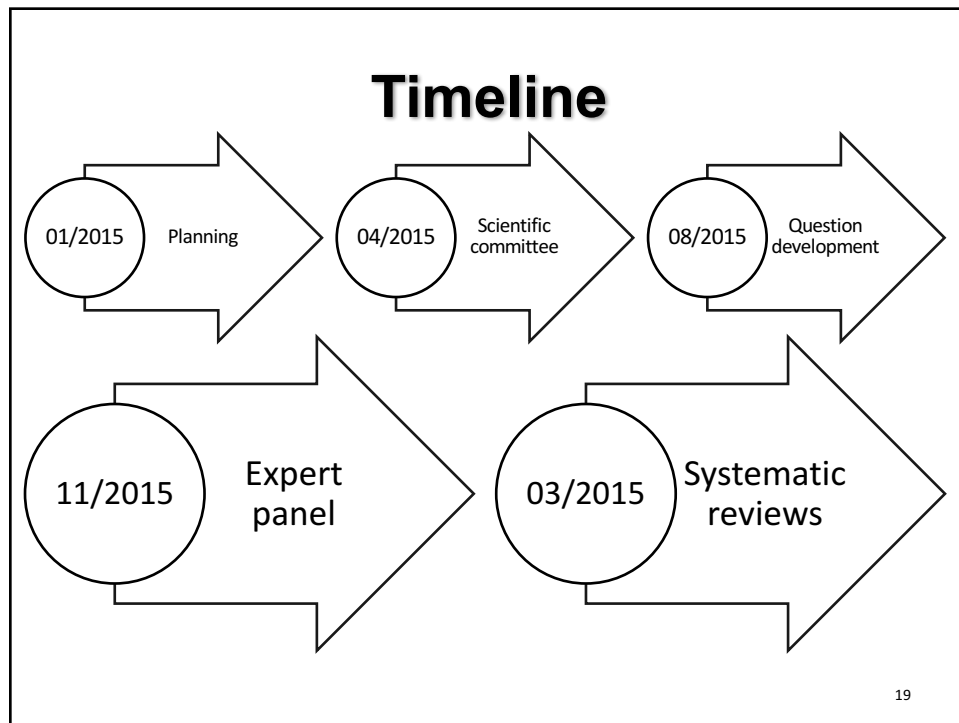 Timeline
01/2015
Planning
04/2015
Scientific
committee
08/2015
Question
development
11/2015
Expert
panel
03/2015
Systematic
reviews
19